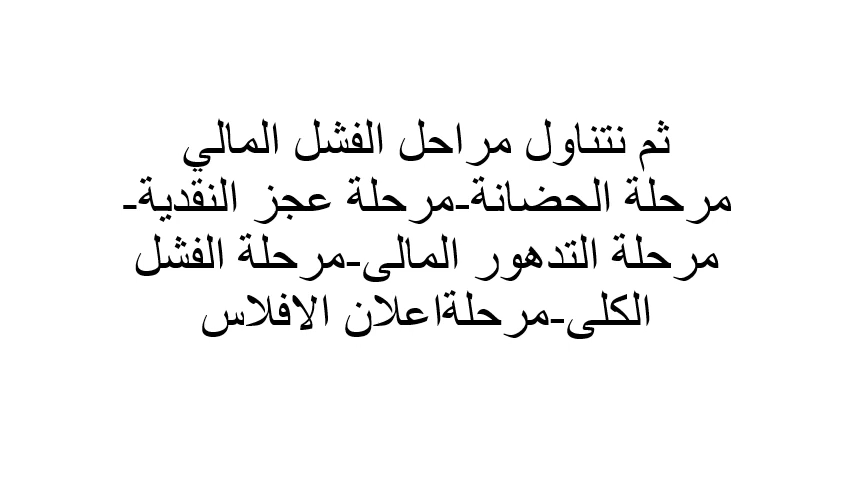 ثم نتناول مراحل الفشل المالي
مرحلة الحضانة-مرحلة عجز النقدية-
مرحلة التدهور المالى-مرحلة الفشل
الكلى-مرحلةاعلان الافلاس